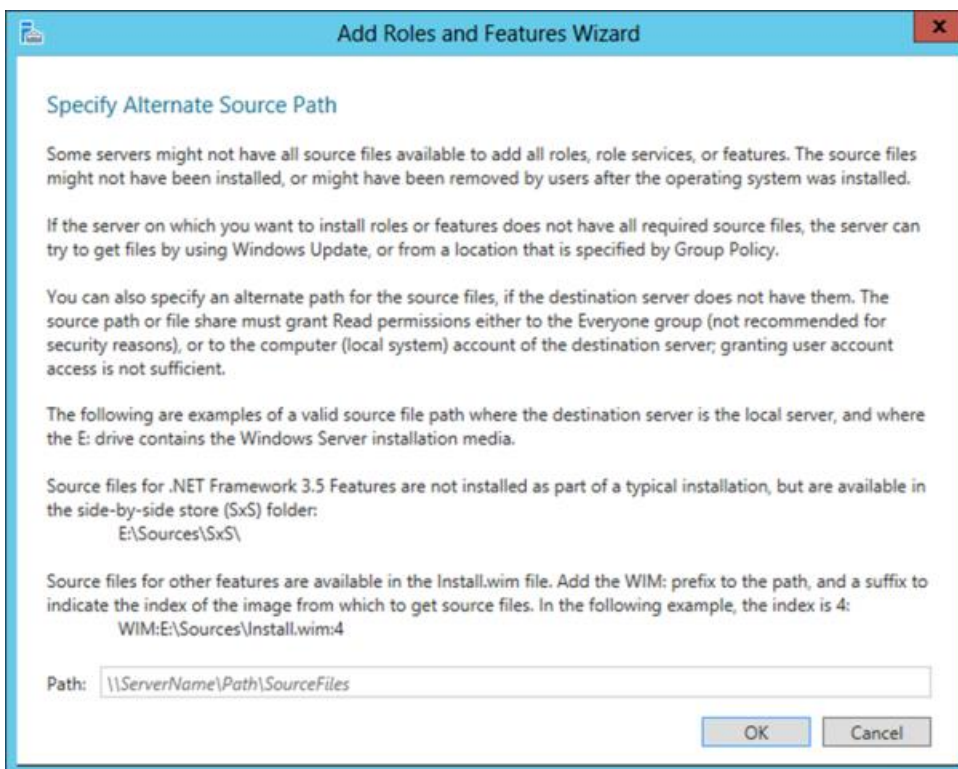 Add Roles and Features Wizard
x
Specify Alternate Source Path
Some servers might not have all source files available to add all roles, role services, or features. The source files
might not have been installed, or might have been removed by users after the operating system was installed.
If the server on which you want to install roles or features does not have all required source files, the server can
try to get files by using Windows Update, or from a location that is specified by Group Policy.
You can also specify an alternate path for the source files, if the destination server does not have them. The
source path or file share must grant Read permissions either to the Everyone group (not recommended for
security reasons), or to the computer (local system) account of the destination server; granting user account
access is not sufficient.
The following are examples of a valid source file path where the destination server is the local server, and where
the E: drive contains the Windows Server installation media.
Source files for .NET Framework 3.5 Features are not installed as part of a typical installation, but are available in
the side-by-side store (SxS) folder:
E:\Sources\SxS\
Source files for other features are available in the Install.wim file. Add the WIM: prefix to the path, and a suffix to
indicate the index of the image from which to get source files. In the following example, the index is 4:
WIM:E:\Sources\Install.wim:4
Path: \\ServerName\Path\SourceFiles
OK Cancel